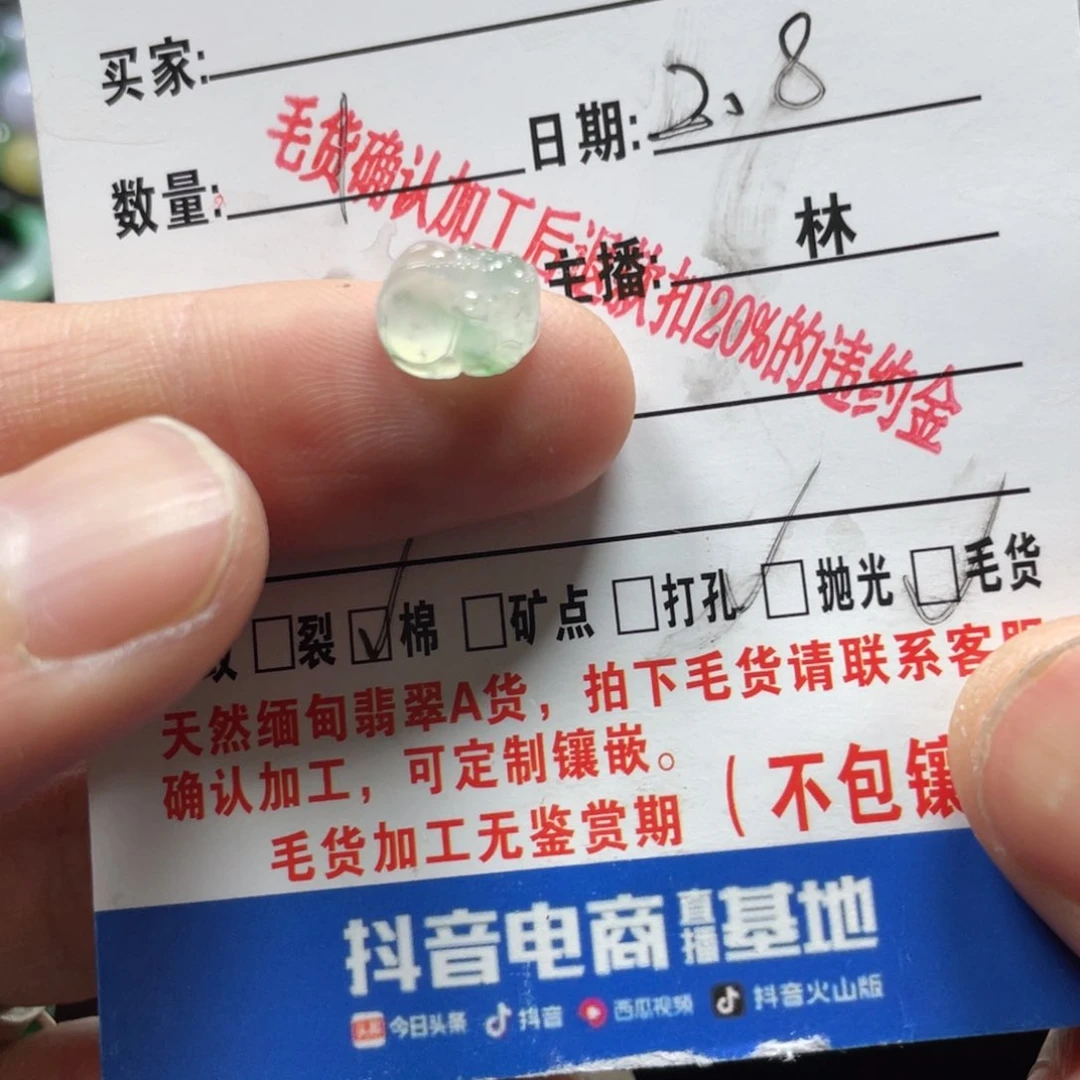 买家:
日期: 2、8
数量: 1
主播: 林
毛货确认加工后退款扣20%的违约金
裂 棉 矿点 打孔 抛光 毛货
天然缅甸翡翠A货，拍下毛货请联系客服
确认加工，可定制镶嵌。
毛货加工无鉴赏期
（不包镶
抖音电商直播基地
头条 今日头条 抖音 西瓜视频 抖音火山版